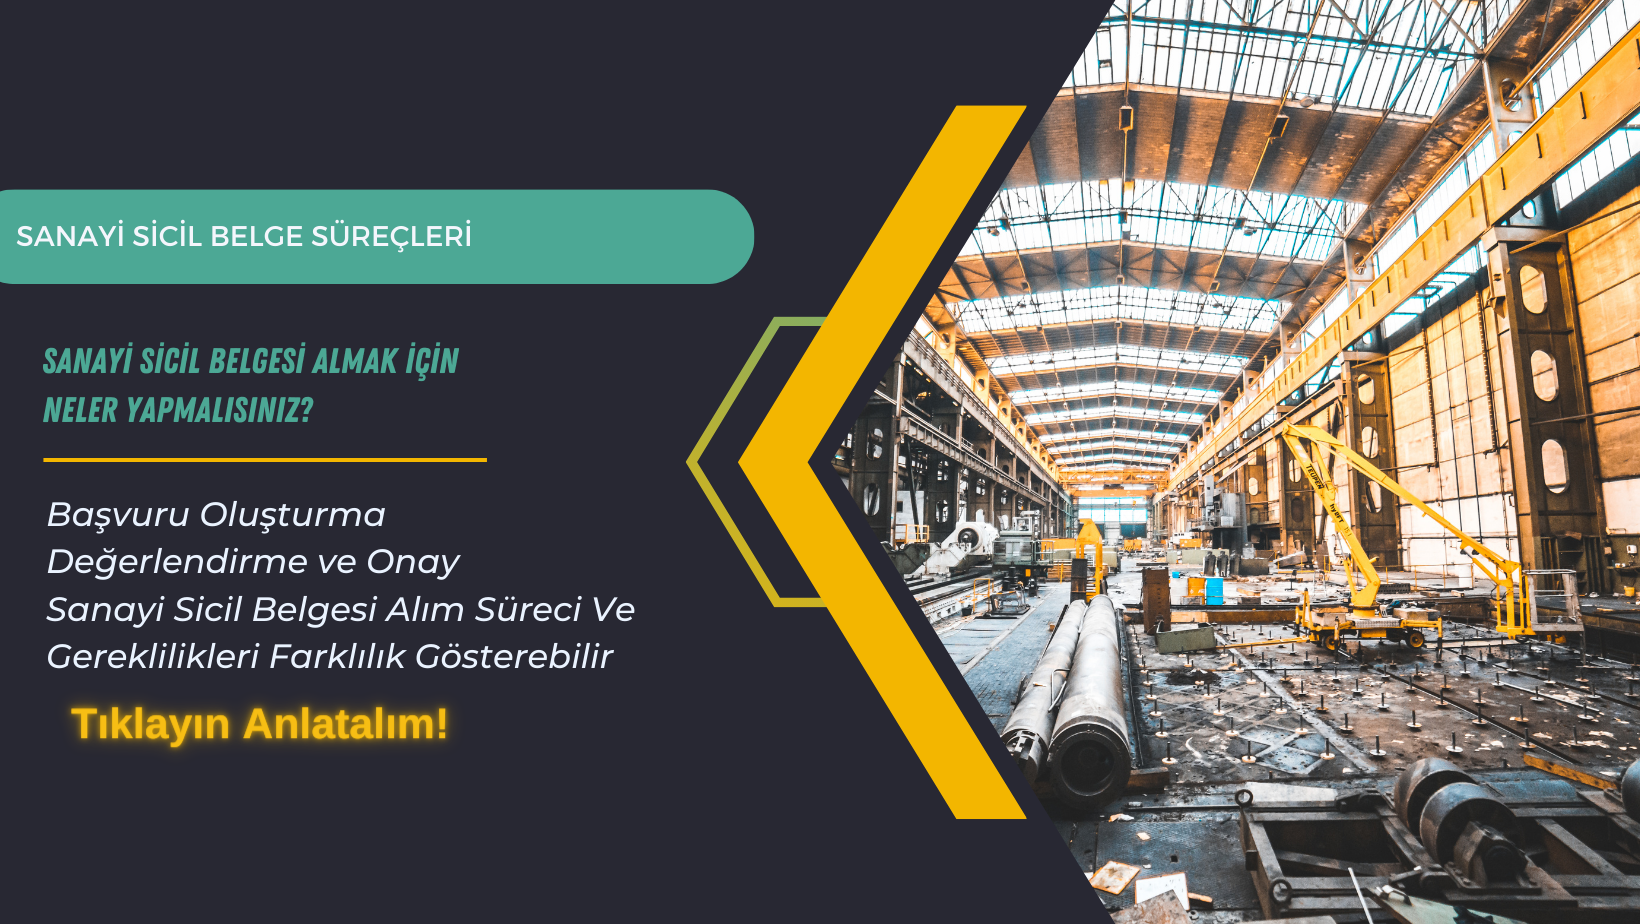 SANAYİ SİCİL BELGE SÜREÇLERİ
SANAYİ SİCİL BELGESİ ALMAK İÇİN
NELER YAPMALISINIZ?
Başvuru Oluşturma
Değerlendirme ve Onay
Sanayi Sicil Belgesi Alım Süreci Ve
Gereklilikleri Farklılık Gösterebilir
Tıklayın Anlatalım!
TEUPEN